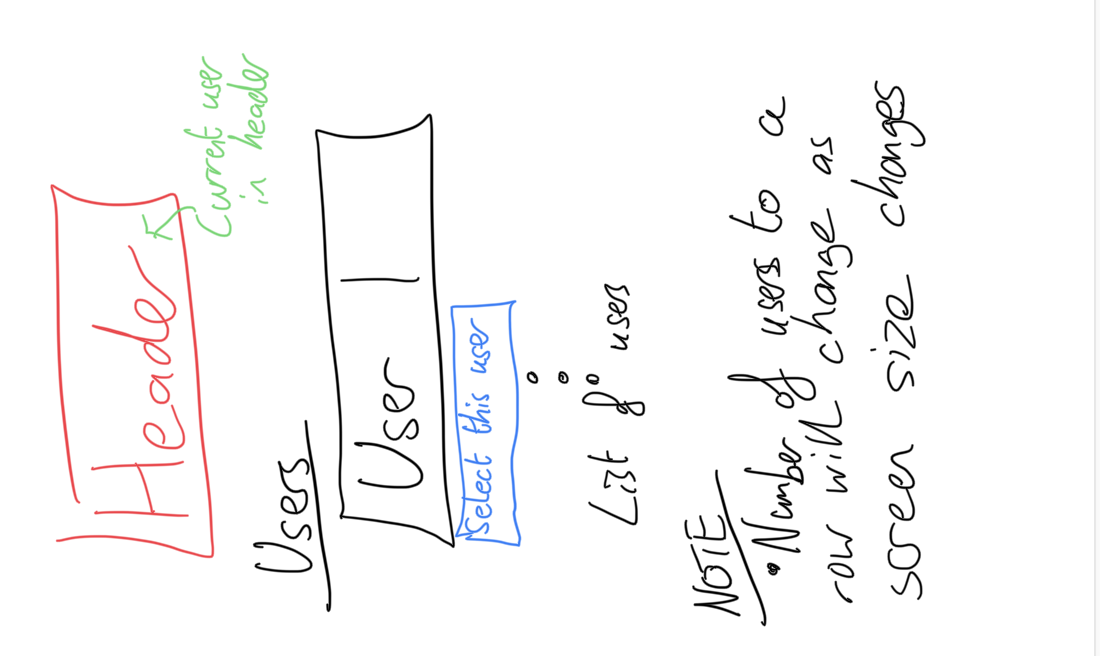 Header
Current user
in header
Users
User 1
Select this user
List of users
NOTE
• Number of users to a
row will change as
screen size changes